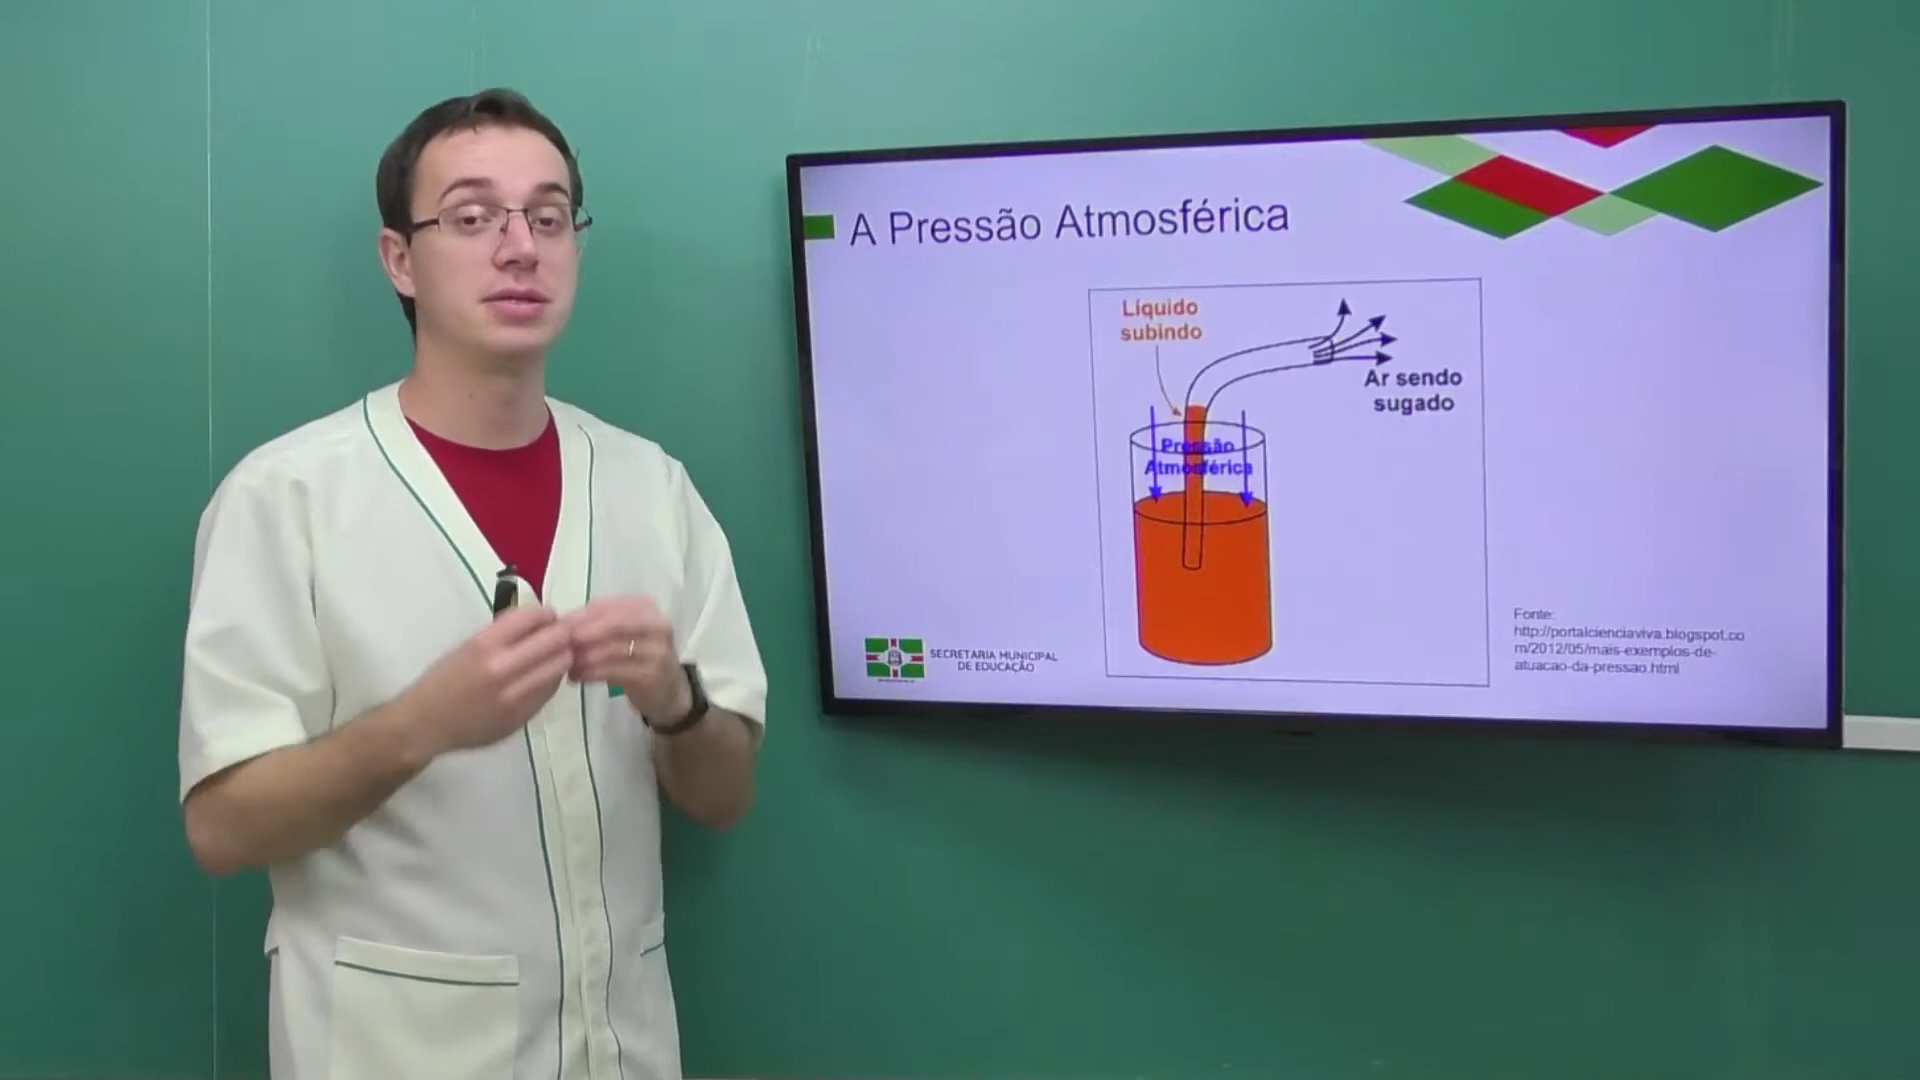 A Pressão Atmosférica
Líquido
subindo
Ar sendo
sugado
Pressão
Atmosférica
Fonte:
http://portalcienciaviva.blogspot.co
m/2012/05/mais-exemplos-de-
atuacao-da-pressao.html
SECRETARIA MUNICIPAL
DE EDUCAÇÃO